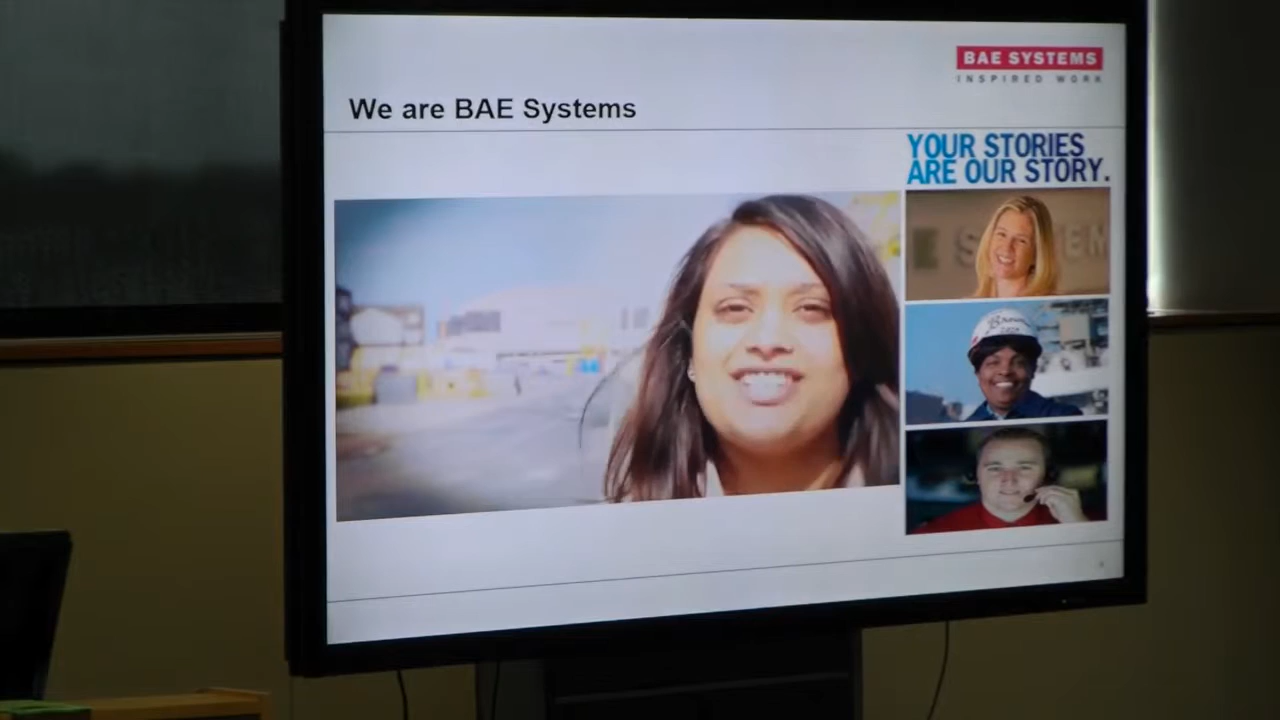 BAE SYSTEMS
INSPIRED WORK
We are BAE Systems
YOUR STORIES
ARE OUR STORY.